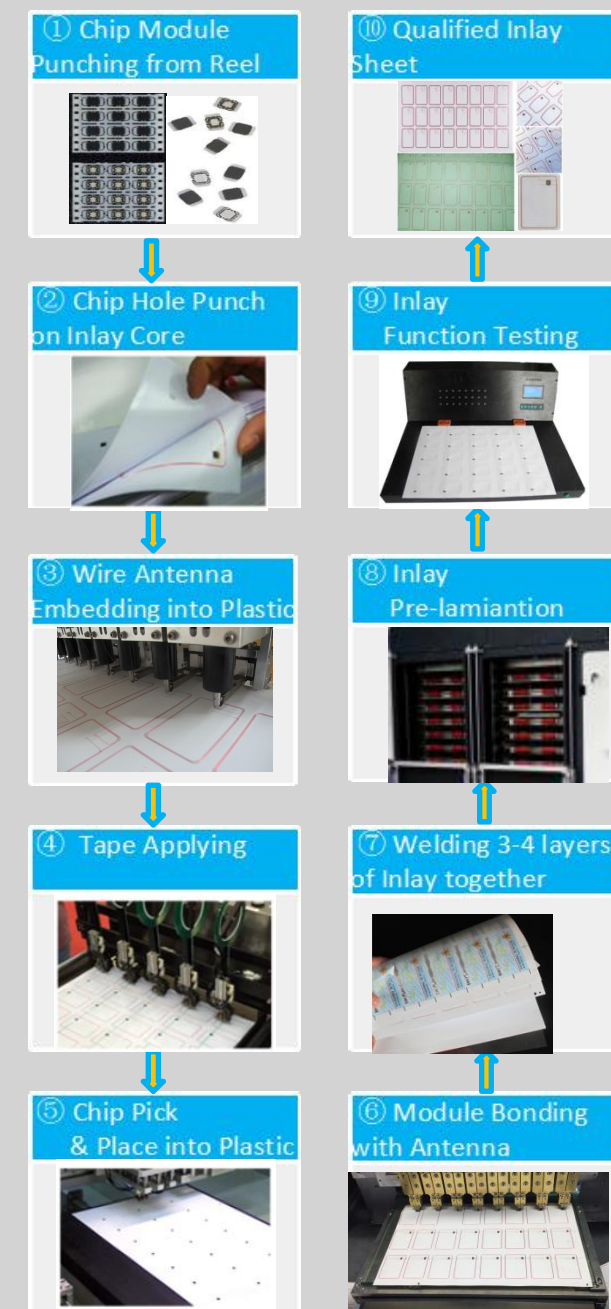 ① Chip Module
Punching from Reel
② Chip Hole Punch
on Inlay Core
③ Wire Antenna
Embedding into Plastic
④ Tape Applying
⑤ Chip Pick
& Place into Plastic
⑥ Module Bonding
with Antenna
⑦ Welding 3-4 layers
of Inlay together
⑧ Inlay
Pre-lamiantion
⑨ Inlay
Function Testing
⑩ Qualified Inlay
Sheet